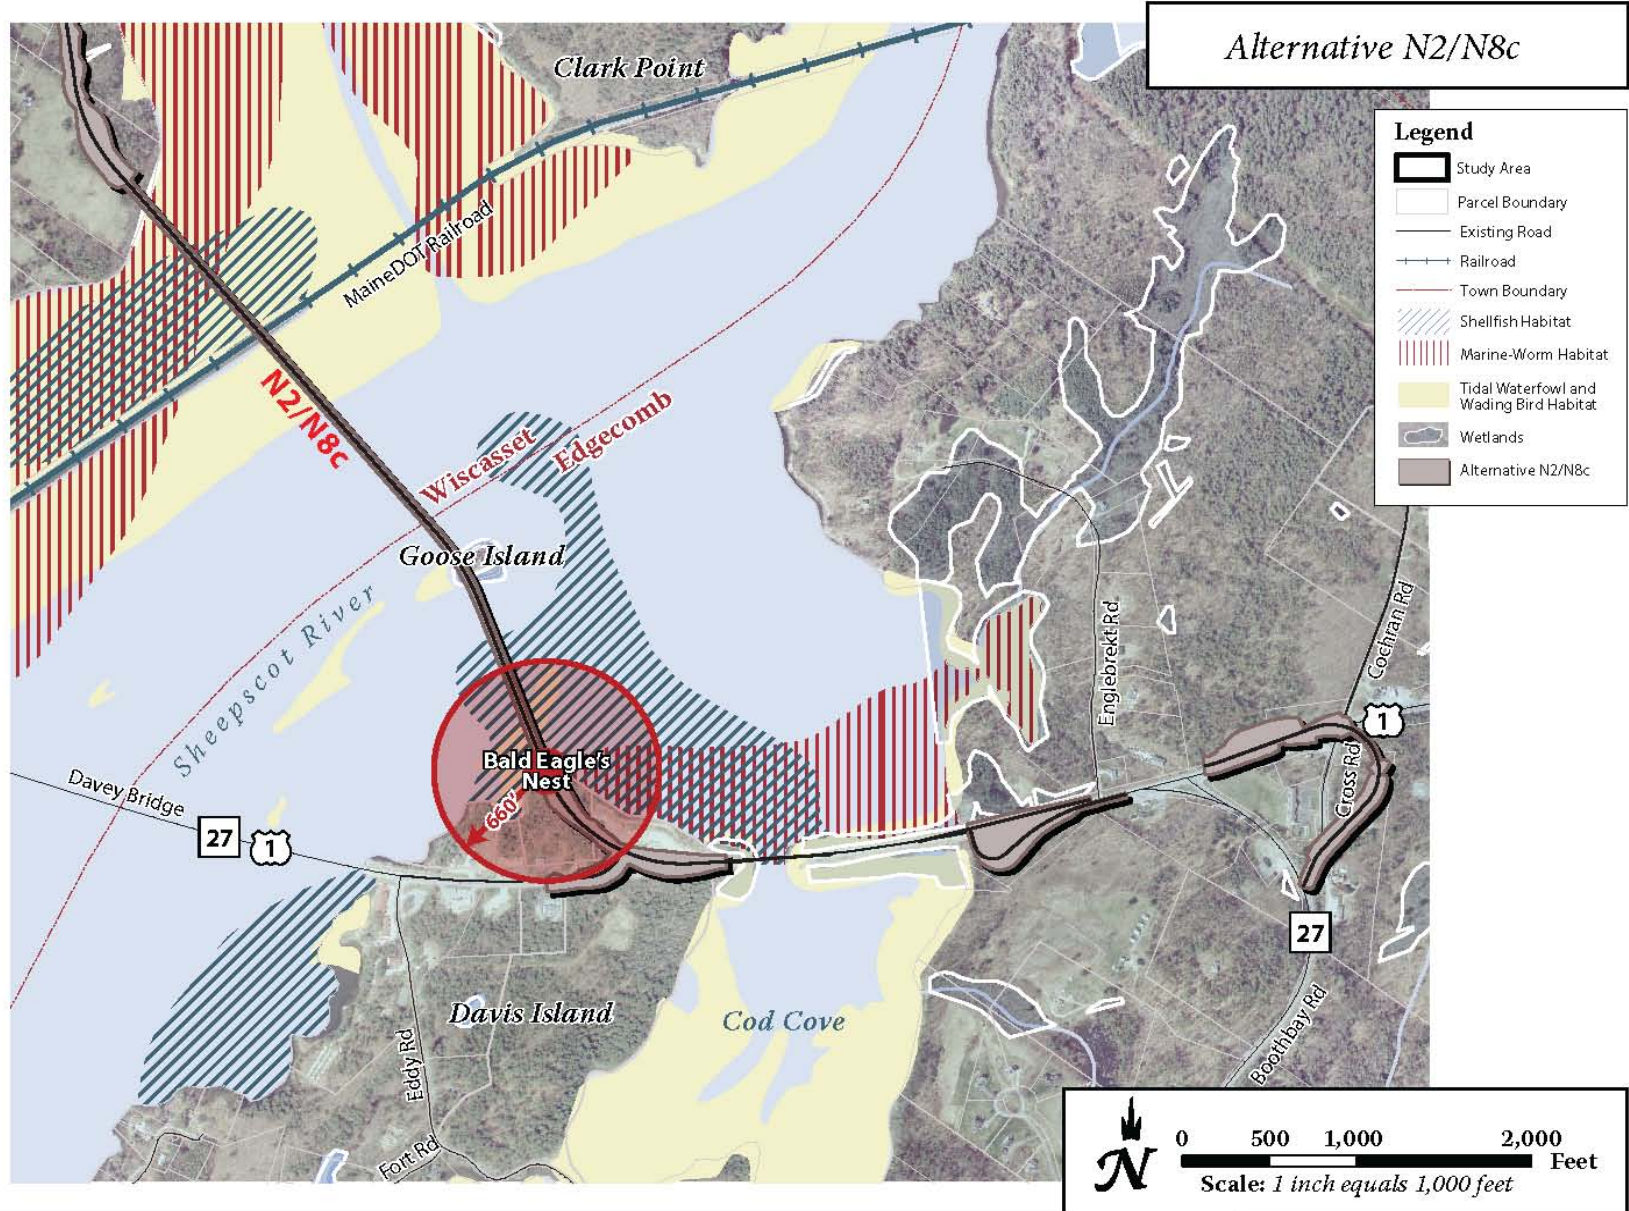 Alternative N2/N8c
Clark Point
Legend
Study Area
Parcel Boundary
Existing Road
Railroad
Town Boundary
Shellfish Habitat
Marine-Worm Habitat
Tidal Waterfowl and
Wading Bird Habitat
Wetlands
Alternative N2/N8c
MaineDOT Railroad
N2/N8c
Wiscasset
Edgecomb
Goose Island
Sheepscot River
Englebrekt Rd
Cochran Rd
1
Cross Rd
Bald Eagle's
Nest
660'
Davey Bridge
27
1
27
Davis Island
Cod Cove
Eddy Rd
Boothbay Rd
Fort Rd
N
0 500 1,000 2,000
Feet
Scale: 1 inch equals 1,000 feet